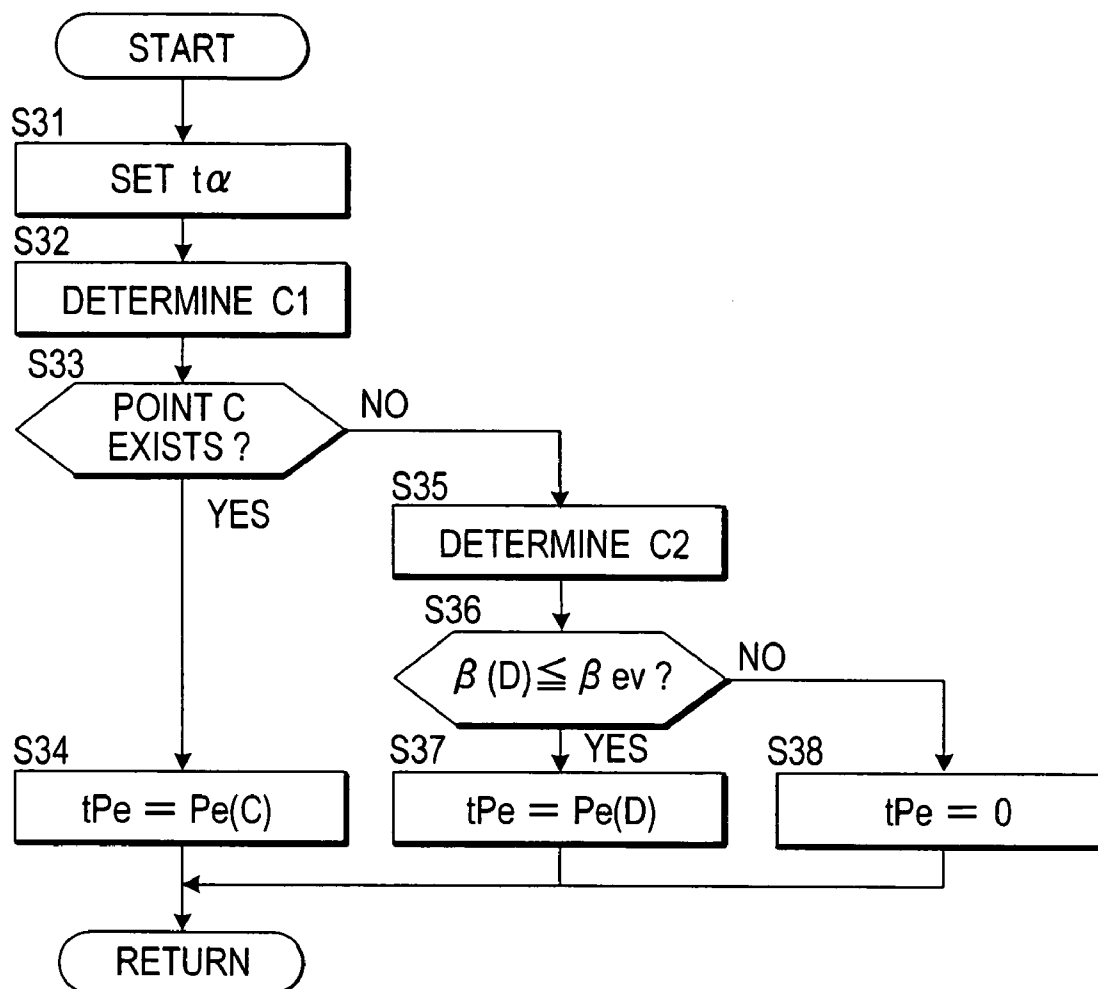 START
S31
SET tα
S32
DETERMINE C1
S33
POINT C
EXISTS ?
NO
YES
S35
DETERMINE C2
S36
β (D) ≦ β ev ?
NO
YES
S34
tPe = Pe(C)
S37
tPe = Pe(D)
S38
tPe = 0
RETURN